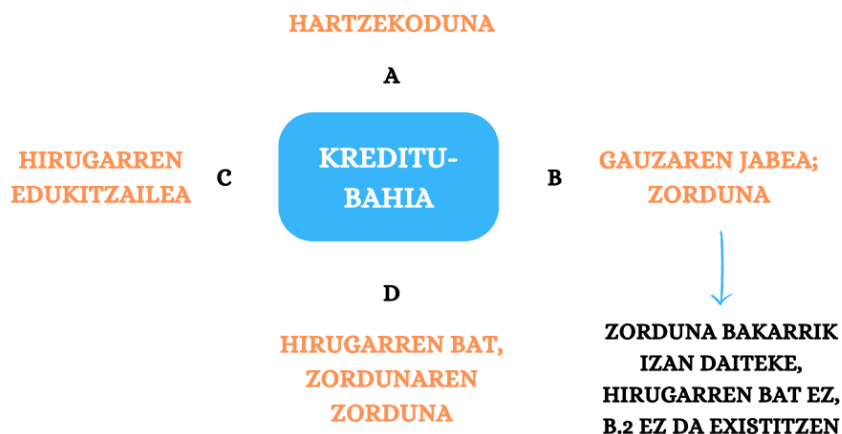 HARTZEKODUNA
A
HIRUGARREN
EDUKITZAILEA
C
KREDITU-
BAHIA
B
GAUZAREN JABEA;
ZORDUNA
D
HIRUGARREN BAT,
ZORDUNAREN
ZORDUNA
ZORDUNA BAKARRIK
IZAN DAITEKE,
HIRUGARREN BAT EZ,
B.2 EZ DA EXISTITZEN